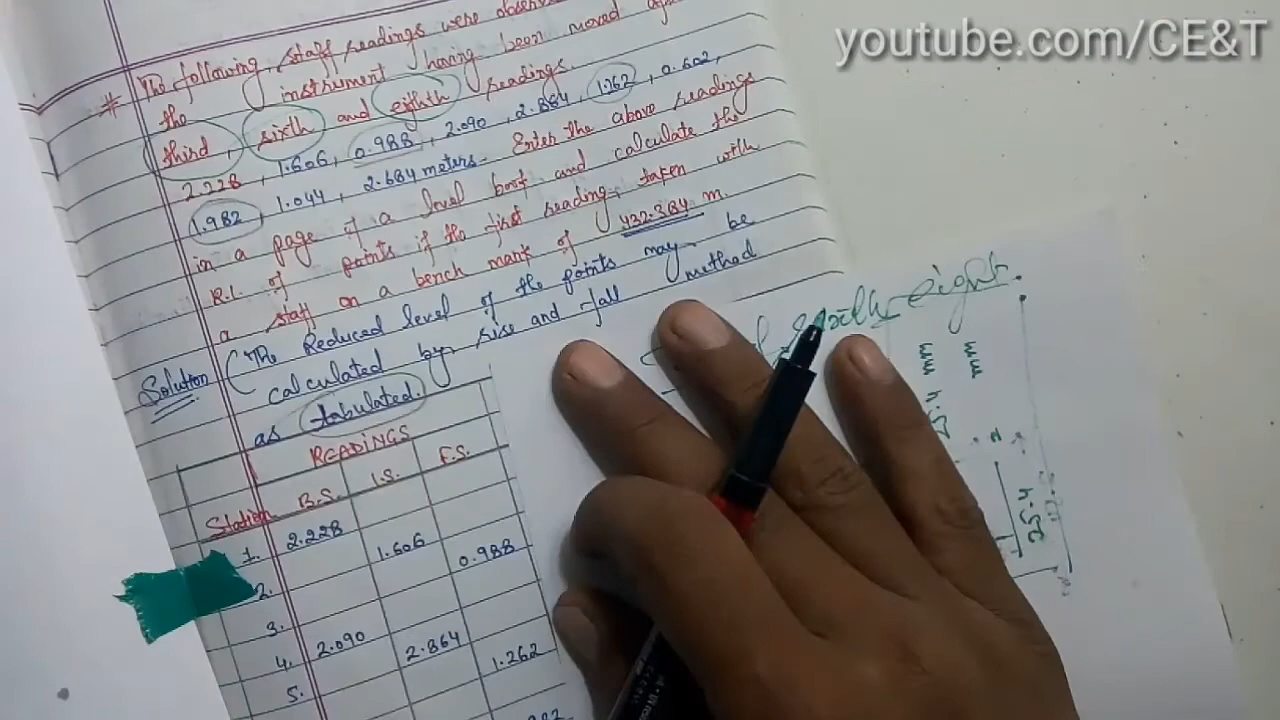 youtube.com/CE&T
# The following staff readings were
the instrument having been moved
third, sixth and eighth readings.
2.228, 1.606, 0.988, 2.090, 2.864, 1.262, 0.602,
1.982, 1.044, 2.684 meters. Enter the above readings
in a page of a level book and calculate the
R.L. of points if the first reading taken with
a staff on a bench mark of 432.384 m.
Solution (The Reduced level of the points may be
calculated by rise and fall method
as tabulated.
READINGS
Station B.S. I.S. F.S.
1. 2.228
2. 1.606
3. 0.988
4. 2.090
5. 2.864
1.262
sixth eight